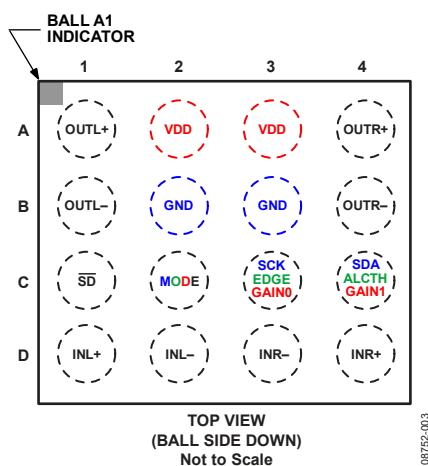 BALL A1
INDICATOR
1 2 3 4
A OUTL+ VDD VDD OUTR+
B OUTL– GND GND OUTR–
C SD MODE SCK EDGE GAIN0 SDA ALCTH GAIN1
D INL+ INL– INR– INR+
TOP VIEW
(BALL SIDE DOWN)
Not to Scale
08752-003